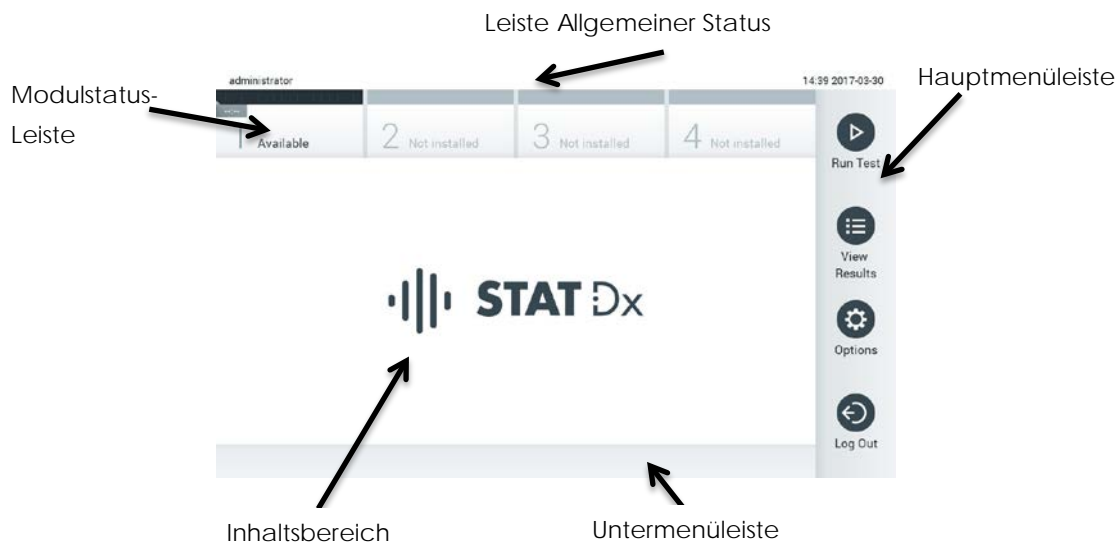 Leiste Allgemeiner Status
administrator
14:39 2017-03-30
Hauptmenüleiste
Modulstatus-
Leiste
1 Available
2 Not installed
3 Not installed
4 Not installed
Run Test
View
Results
STAT Dx
Options
Log Out
Inhaltsbereich
Untermenüleiste